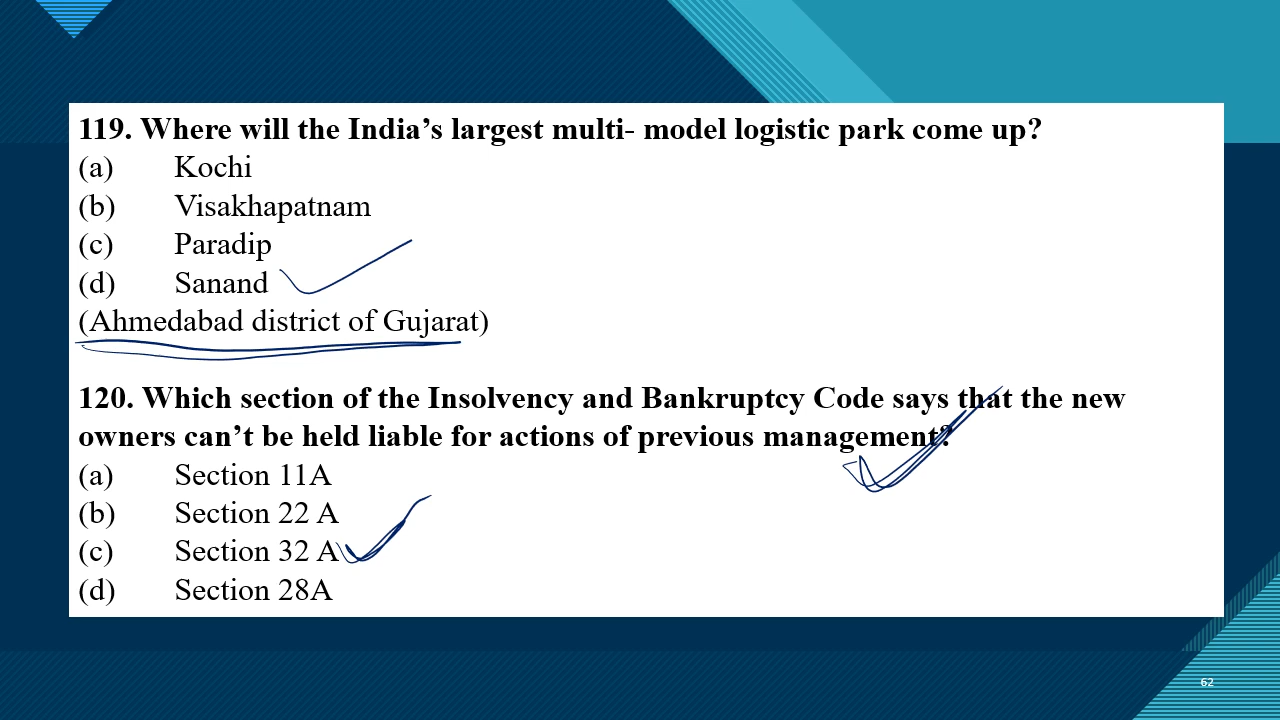 119. Where will the India's largest multi- model logistic park come up?
(a) Kochi
(b) Visakhapatnam
(c) Paradip
(d) Sanand
(Ahmedabad district of Gujarat)
120. Which section of the Insolvency and Bankruptcy Code says that the new
owners can't be held liable for actions of previous management?
(a) Section 11A
(b) Section 22 A
(c) Section 32 A
(d) Section 28A
62